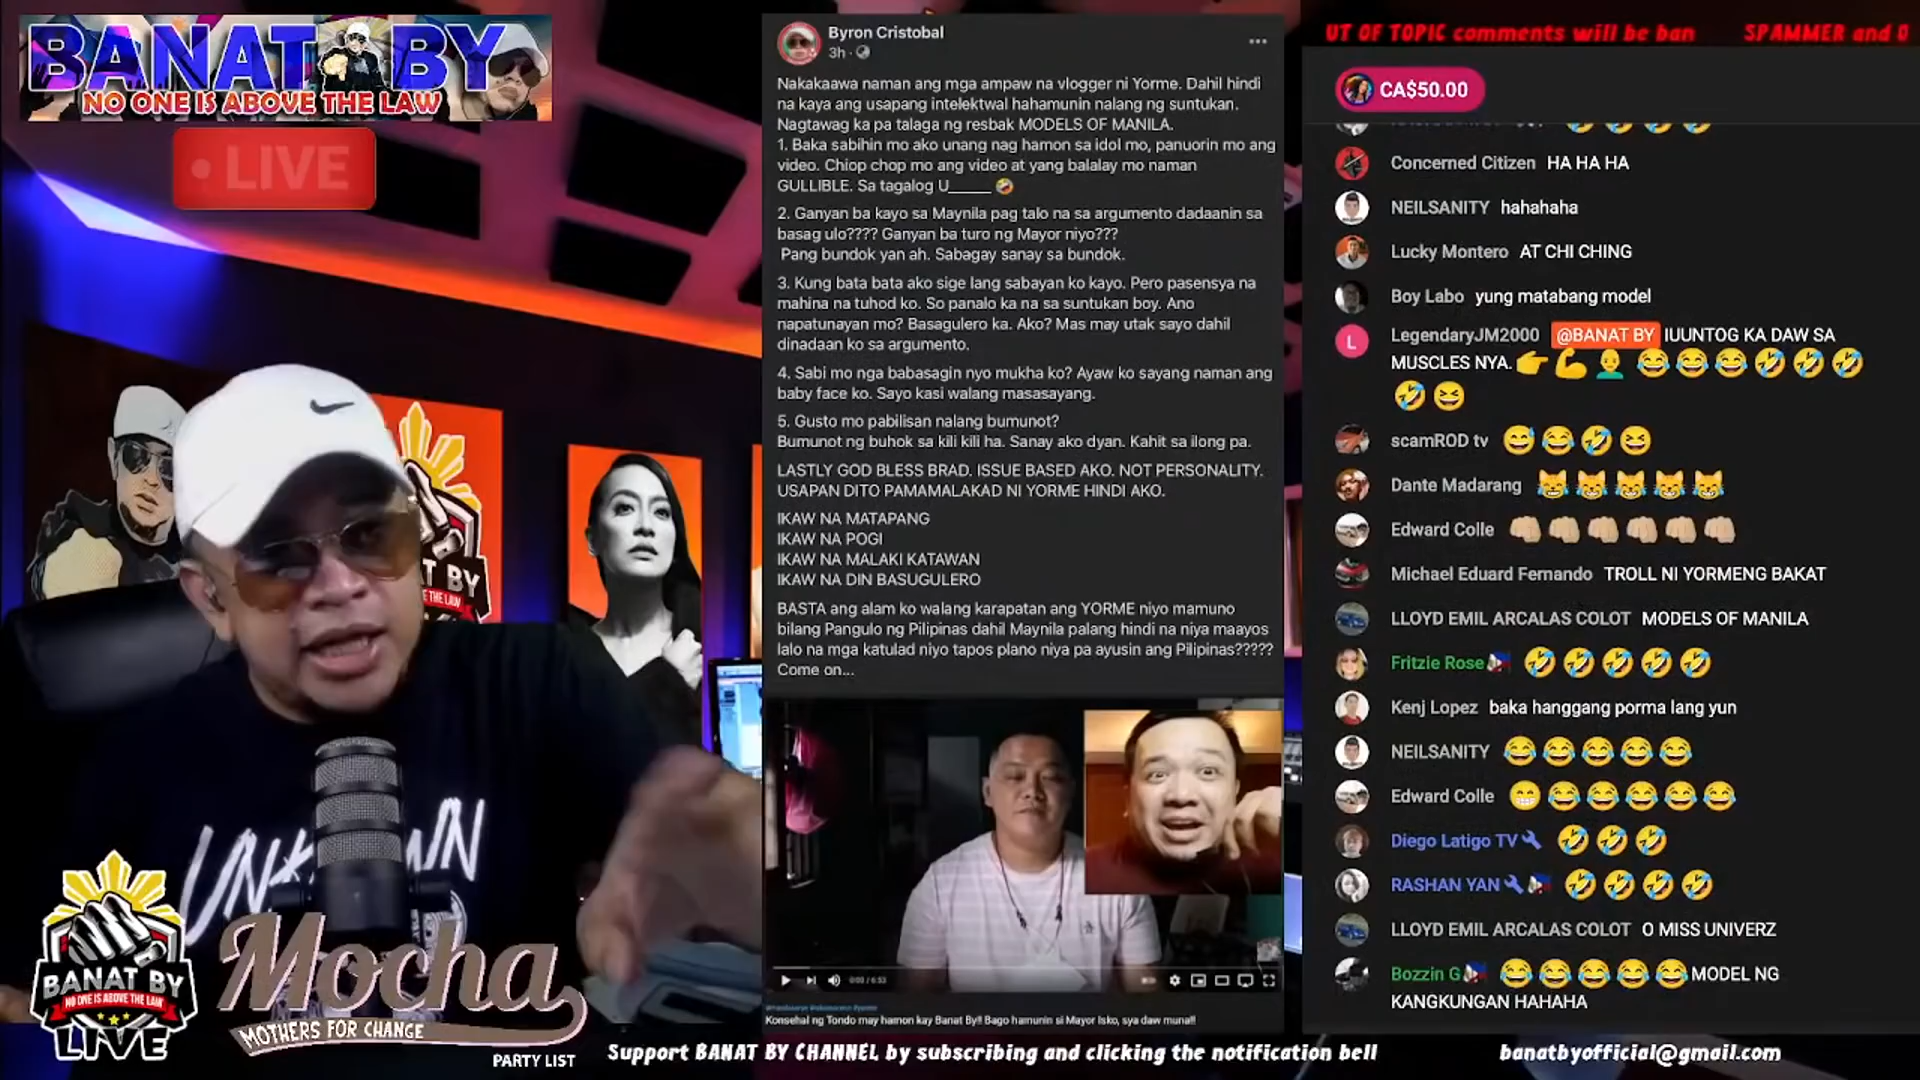 BANAT BY
NO ONE IS ABOVE THE LAW
LIVE
T BY
E THE LAW
BANAT BY
NO ONE IS ABOVE THE LAW
LIVE
Mocha
MOTHERS FOR CHANGE
PARTY LIST
Byron Cristobal
3h
Nakakaawa naman ang mga ampaw na vlogger ni Yorme. Dahil hindi
na kaya ang usapang intelektwal hahamunin nalang ng suntukan.
Nagtawag ka pa talaga ng resbak MODELS OF MANILA.
1. Baka sabihin mo ako unang nag hamon sa idol mo, panuorin mo ang
video. Chiop chop mo ang video at yang balalay mo naman
GULLIBLE. Sa tagalog U_____ 🤣
2. Ganyan ba kayo sa Maynila pag talo na sa argumento dadaanin sa
basag ulo???? Ganyan ba turo ng Mayor niyo???
Pang bundok yan ah. Sabagay sanay sa bundok.
3. Kung bata bata ako sige lang sabayan ko kayo. Pero pasensya na
mahina na tuhod ko. So panalo ka na sa suntukan boy. Ano
napatunayan mo? Basagulero ka. Ako? Mas may utak sayo dahil
dinadaan ko sa argumento.
4. Sabi mo nga babasagin nyo mukha ko? Ayaw ko sayang naman ang
baby face ko. Sayo kasi walang masasayang.
5. Gusto mo pabilisan nalang bumunot?
Bumunot ng buhok sa kili kili ha. Sanay ako dyan. Kahit sa ilong pa.
LASTLY GOD BLESS BRAD. ISSUE BASED AKO. NOT PERSONALITY.
USAPAN DITO PAMAMALAKAD NI YORME HINDI AKO.
IKAW NA MATAPANG
IKAW NA POGI
IKAW NA MALAKI KATAWAN
IKAW NA DIN BASUGULERO
BASTA ang alam ko walang karapatan ang YORME niyo mamuno
bilang Pangulo ng Pilipinas dahil Maynila palang hindi na niya maayos
lalo na mga katulad niyo tapos plano niya pa ayusin ang Pilipinas?????
Come on...
0:03 / 6:53
Konsehal ng Tondo may hamon kay Banat By!! Bago hamunin si Mayor Isko, sya daw muna!!
UT OF TOPIC comments will be ban SPAMMER and O
CA$50.00
Concerned Citizen HA HA HA
NEILSANITY hahahaha
Lucky Montero AT CHI CHING
Boy Labo yung matabang model
L
LegendaryJM2000 @BANAT BY IUUNTOG KA DAW SA
MUSCLES NYA. 👉 💪 💆‍♂️ 😂 😂 😂 🤣 🤣 🤣
🤣 😆
scamROD tv 😅 😂 🤣 😆
Dante Madarang 😹 😹 😹 😹 😹
Edward Colle 👊🏼 👊🏼 👊🏼 👊🏼 👊🏼 👊🏼
Michael Eduard Fernando TROLL NI YORMENG BAKAT
LLOYD EMIL ARCALAS COLOT MODELS OF MANILA
Fritzie Rose 🤣 🤣 🤣 🤣 🤣
Kenj Lopez baka hanggang porma lang yun
NEILSANITY 😂 😂 😂 😂 😂
Edward Colle 😁 😂 😂 😂 😂 😂
Diego Latigo TV 🤣 🤣 🤣
RASHAN YAN 🤣 🤣 🤣 🤣
LLOYD EMIL ARCALAS COLOT O MISS UNIVERZ
Bozzin G 😂 😂 😂 😂 😂 MODEL NG
KANGKUNGAN HAHAHA
Support BANAT BY CHANNEL by subscribing and clicking the notification bell
banatbyofficial@gmail.com